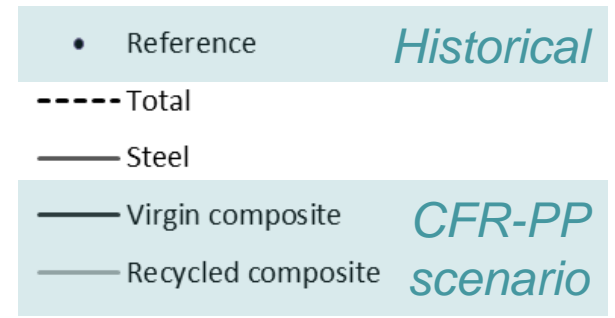 Reference Historical
Total
Steel
Virgin composite CFR-PP
Recycled composite scenario